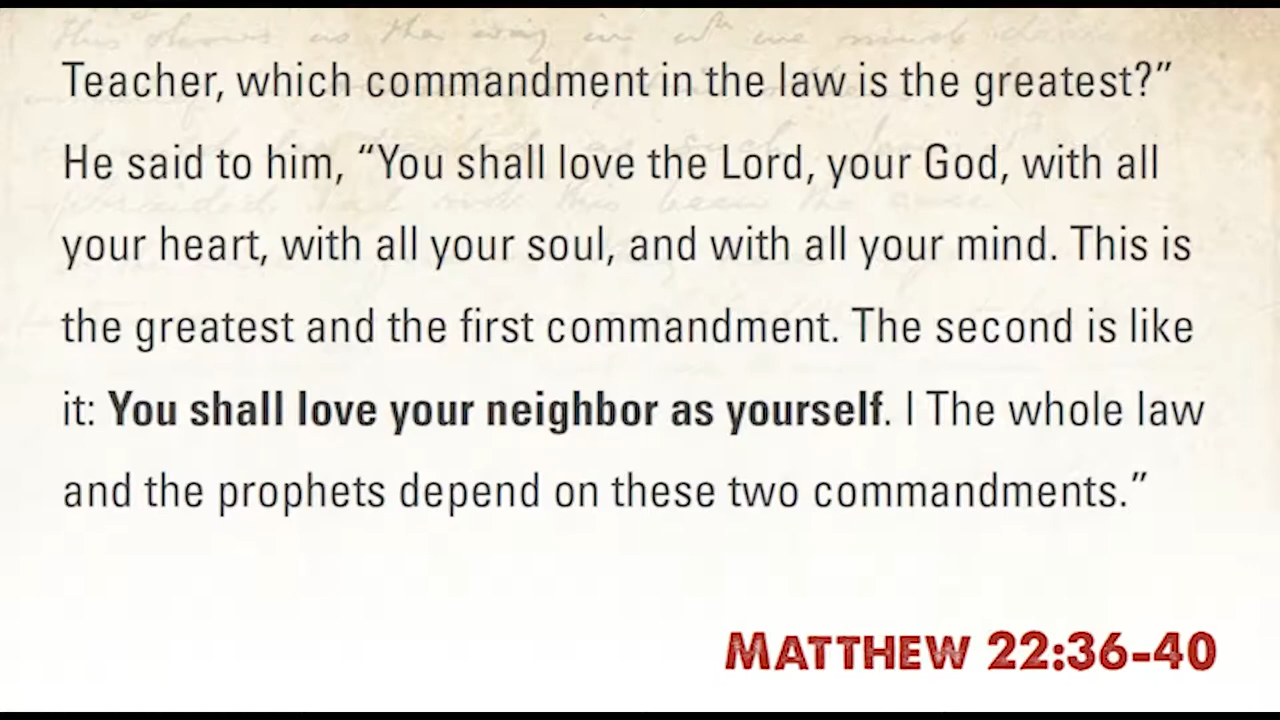 Teacher, which commandment in the law is the greatest?”
He said to him, “You shall love the Lord, your God, with all
your heart, with all your soul, and with all your mind. This is
the greatest and the first commandment. The second is like
it: You shall love your neighbor as yourself. | The whole law
and the prophets depend on these two commandments.”
MATTHEW 22:36-40